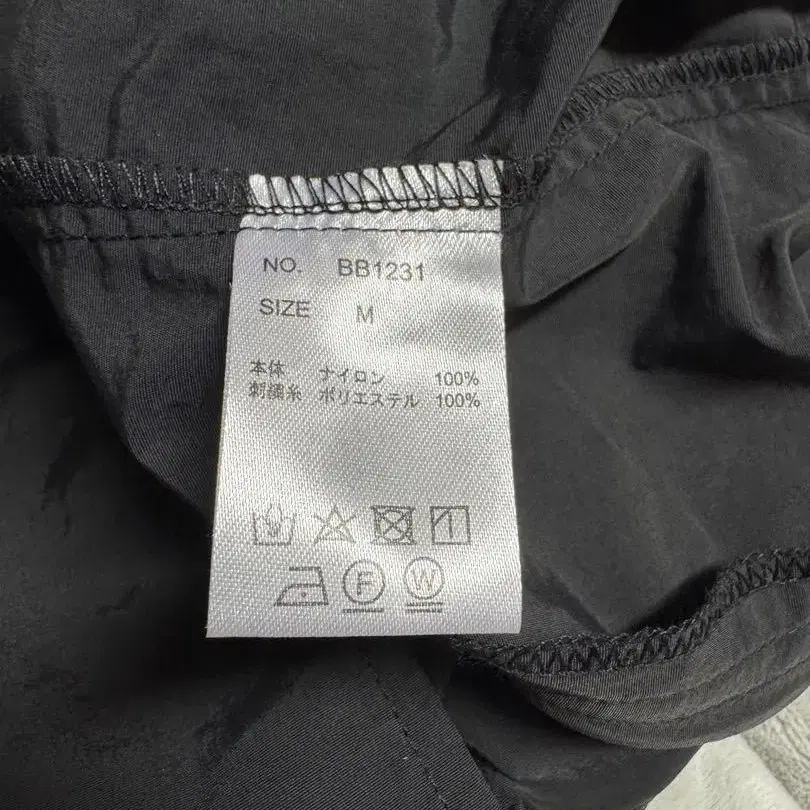 NO. BB1231
SIZE M
本体 ナイロン 100%
刺繍糸 ポリエステル 100%
F W